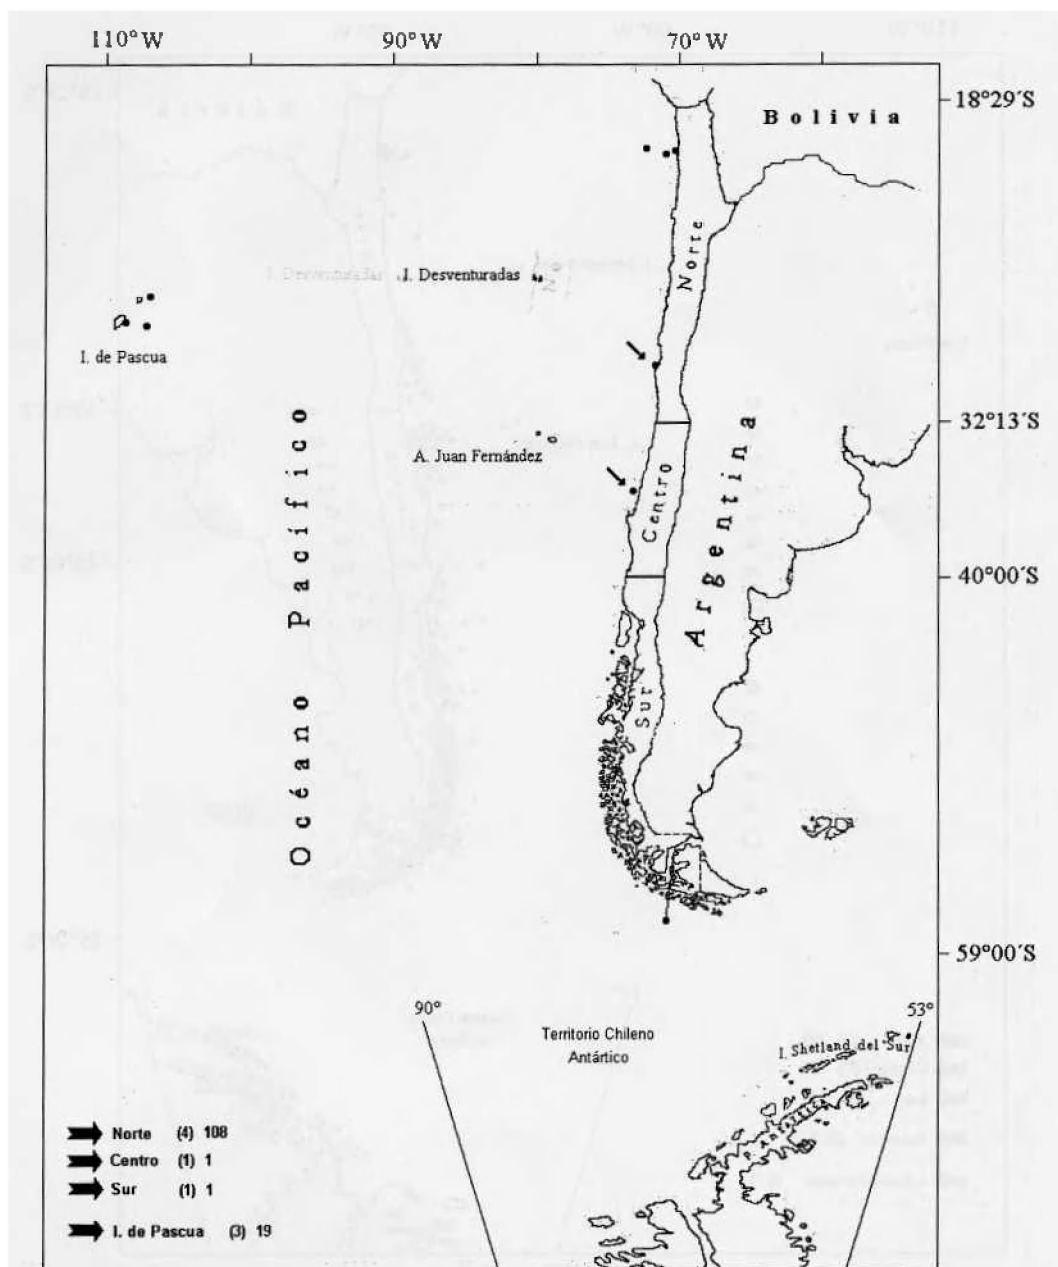 110°W 90°W 70°W
18°29´S
Bolivia
Norte
I. Desventuradas
I. de Pascua
32°13´S
A. Juan Fernández
Centro
Argentina
Océano Pacífico
40°00´S
Sur
59°00´S
90° 53°
Territorio Chileno
Antártico
I. Shetland del Sur
P. Antártica
Norte (4) 108
Centro (1) 1
Sur (1) 1
I. de Pascua (3) 19